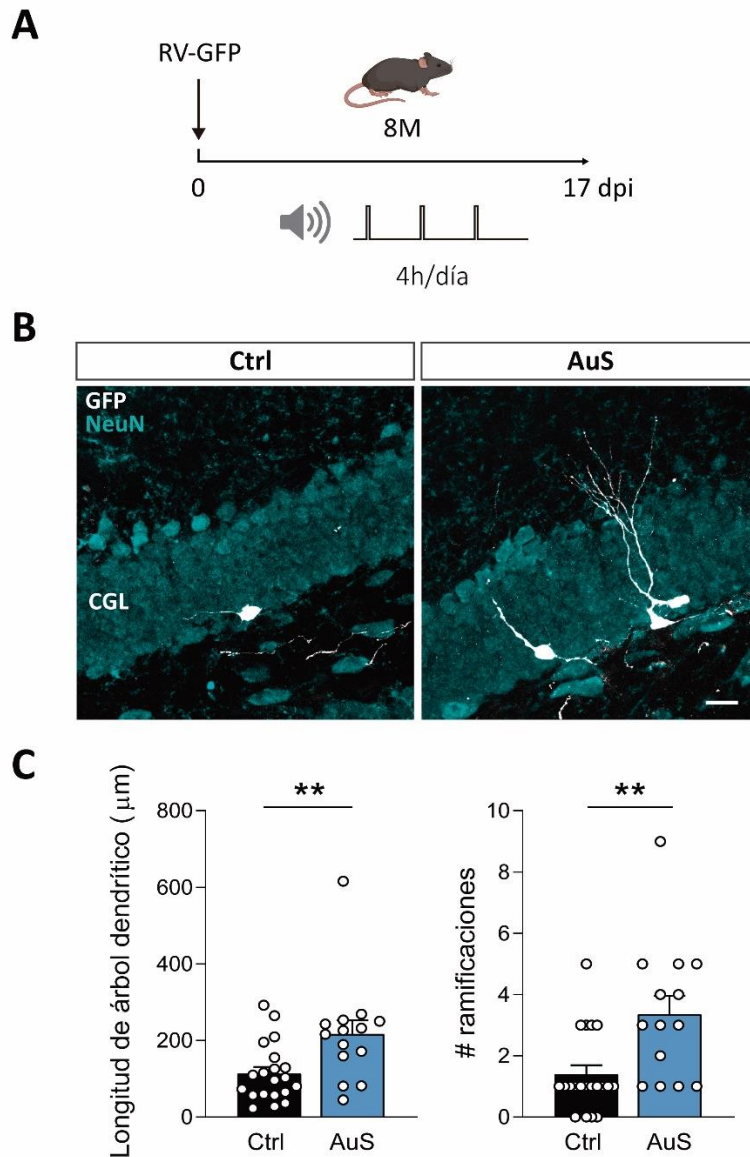 A
RV-GFP
8M
0
17 dpi
4h/día
B
Ctrl
AuS
GFP
NeuN
CGL
C
Longitud de árbol dendrítico (μm)
800
600
400
200
0
**
Ctrl
AuS
# ramificaciones
10
8
6
4
2
0
**
Ctrl
AuS